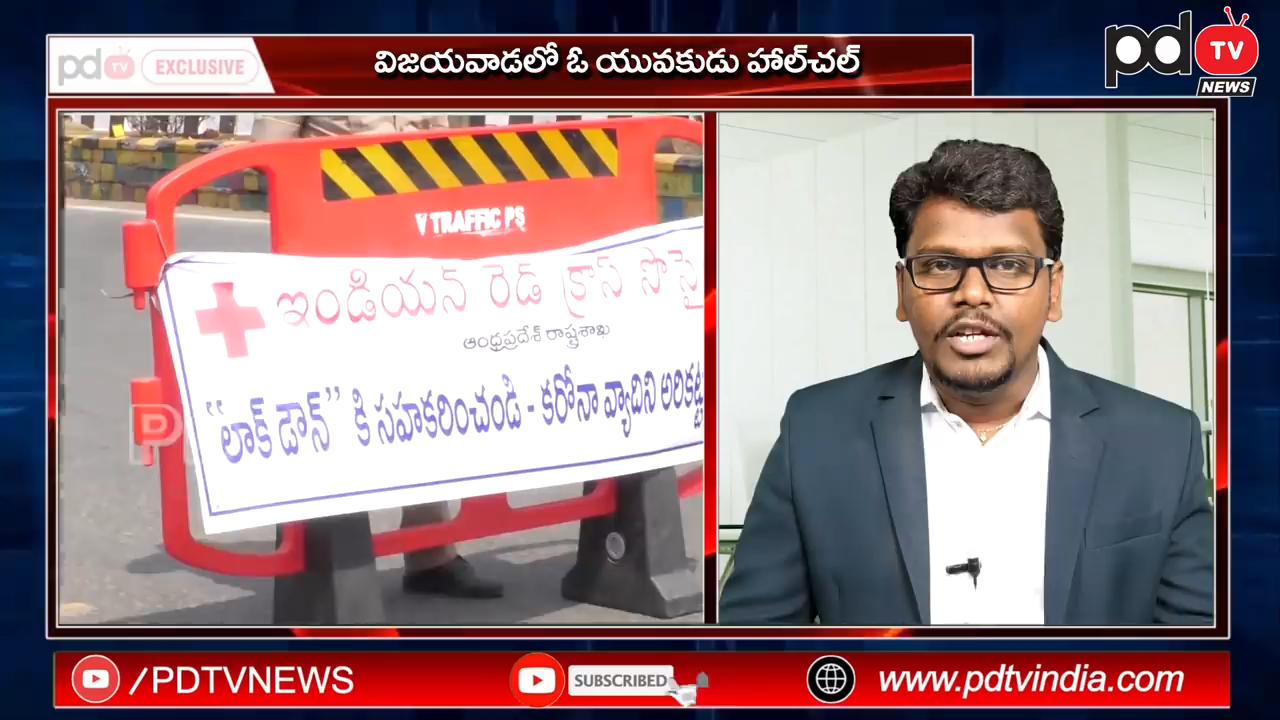 pd TV EXCLUSIVE
విజయవాడలో ఓ యువకుడు హాల్‌చల్
pd TV NEWS
V TRAFFIC PS
ఇండియన్ రెడ్ క్రాస్ సొసై
ఆంధ్రప్రదేశ్ రాష్ట్రశాఖ
"లాక్ డౌన్" కి సహకరించండి - కరోనా వ్యాదిని అరికట్ట
/PDTVNEWS
SUBSCRIBED
www.pdtvindia.com